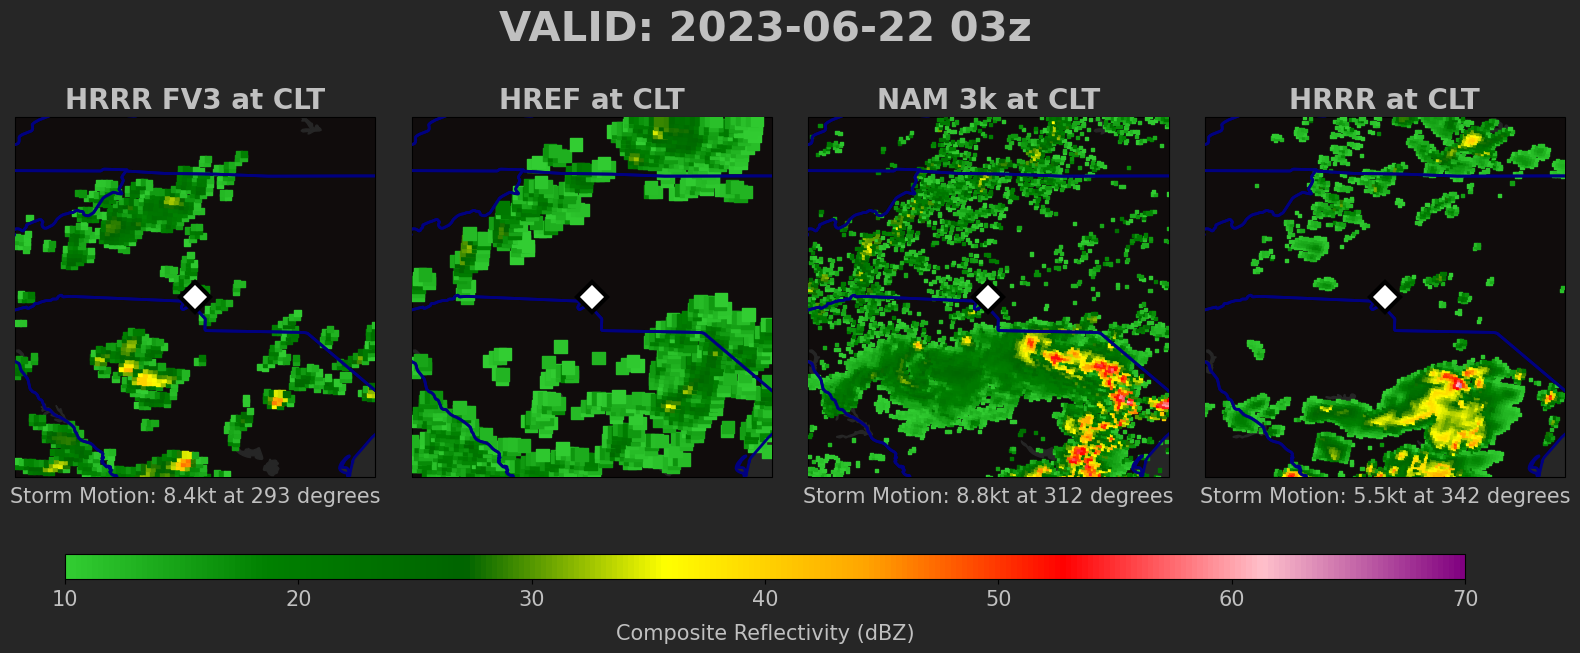 VALID: 2023-06-22 03z
HRRR FV3 at CLT
HREF at CLT
NAM 3k at CLT
HRRR at CLT
Storm Motion: 8.4kt at 293 degrees
Storm Motion: 8.8kt at 312 degrees
Storm Motion: 5.5kt at 342 degrees
10 20 30 40 50 60 70
Composite Reflectivity (dBZ)